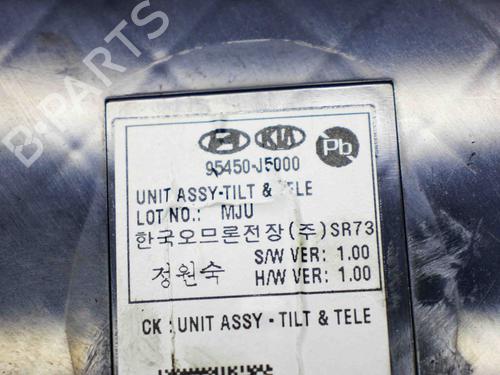 B-PARTS
KIA
Pb
95450-J5000
UNIT ASSY-TILT & TELE
LOT NO.: MJU
한국오므론전장(주)SR73
S/W VER: 1.00
정원숙 H/W VER: 1.00
CK : UNIT ASSY - TILT & TELE